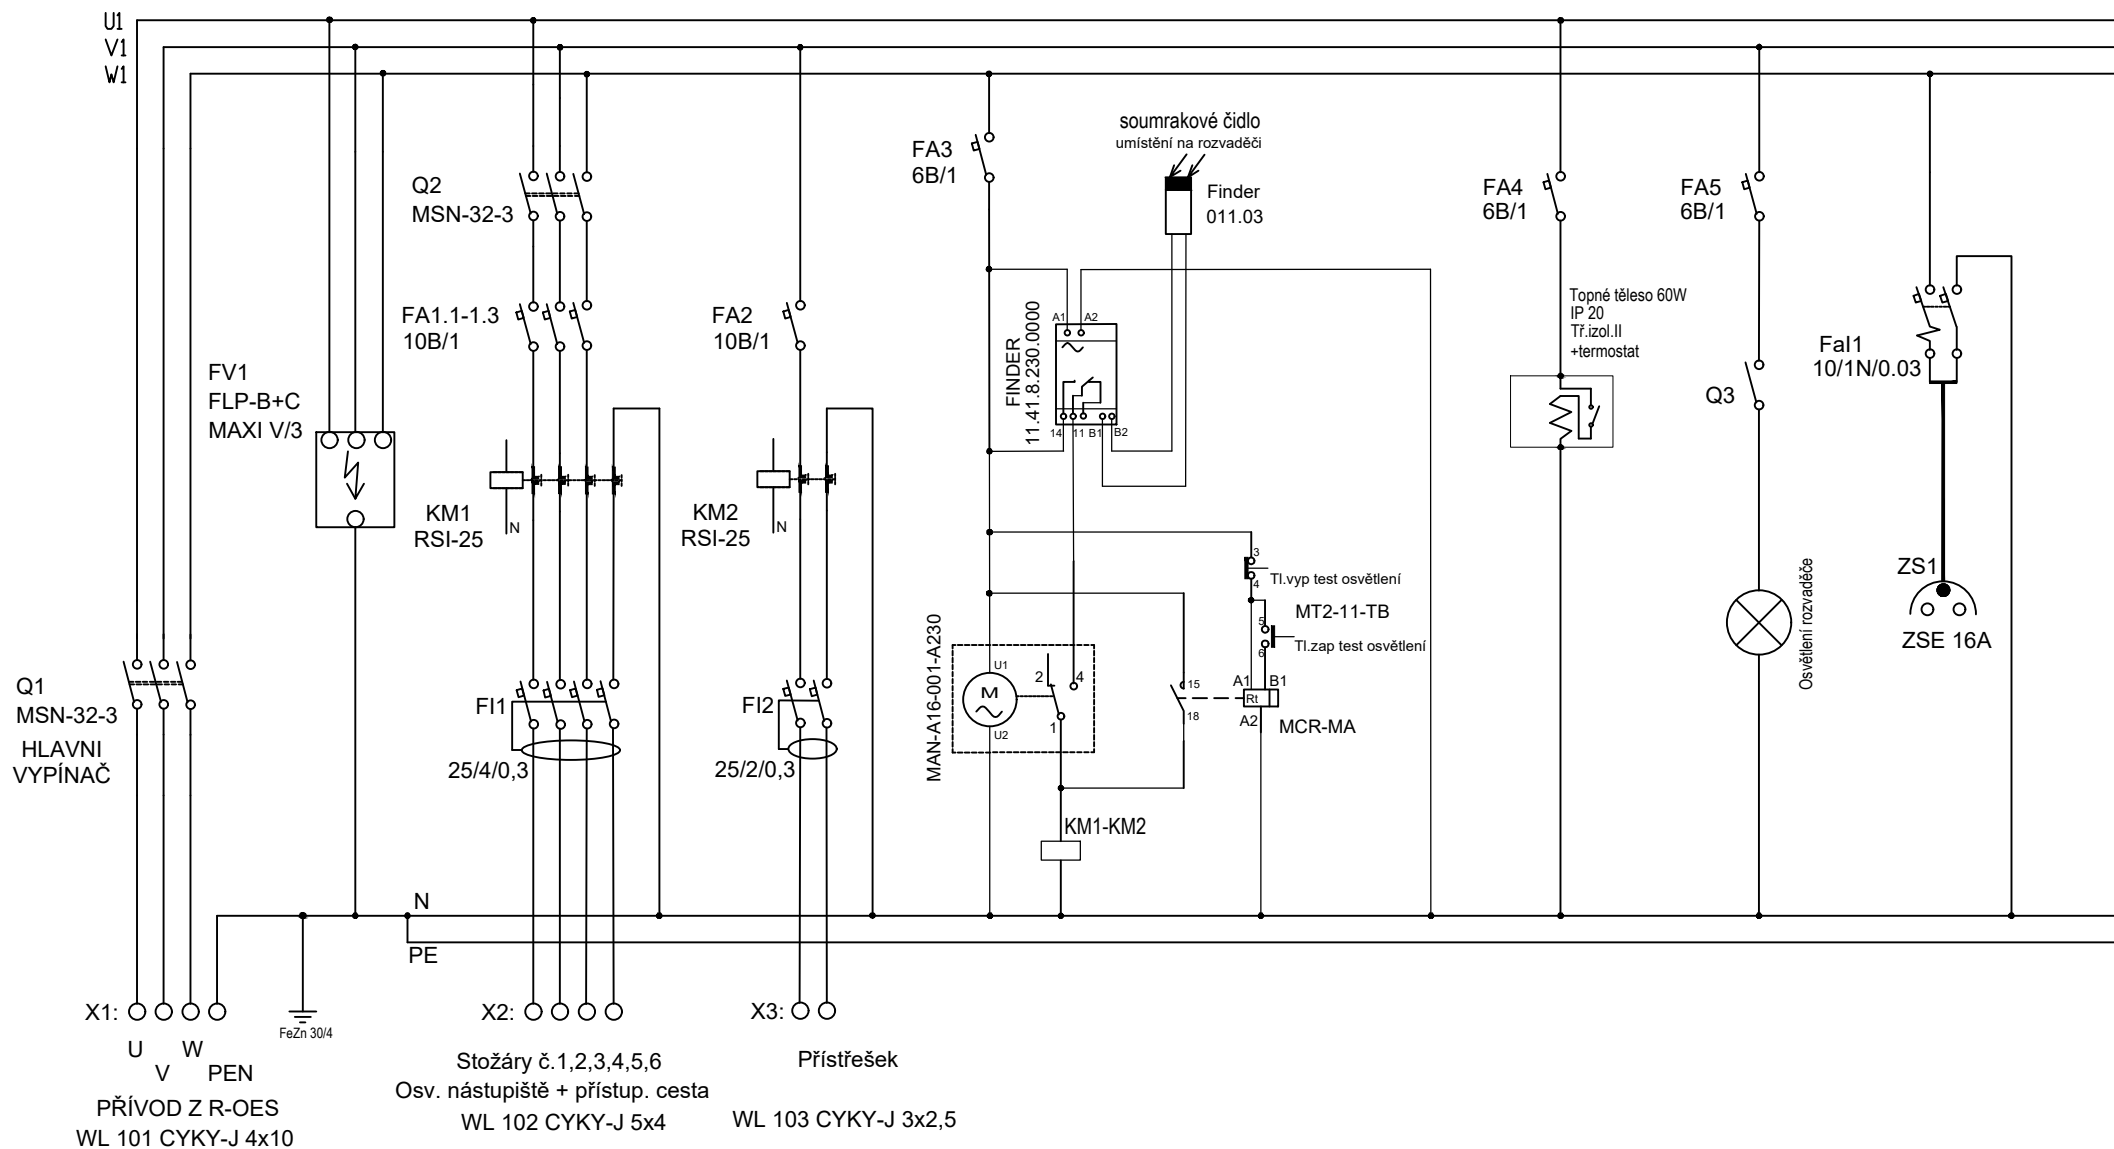 U1
V1
W1
Q1
MSN-32-3
HLAVNI
VYPÍNAČ
X1:
U
V
W
PEN
PŘÍVOD Z R-OES
WL 101 CYKY-J 4x10
FV1
FLP-B+C
MAXI V/3
FeZn 30/4
N
PE
Q2
MSN-32-3
FA1.1-1.3
10B/1
KM1
RSI-25
N
FI1
25/4/0,3
X2:
Stožáry č.1,2,3,4,5,6
Osv. nástupiště + přístup. cesta
WL 102 CYKY-J 5x4
FA2
10B/1
KM2
RSI-25
N
FI2
25/2/0,3
X3:
Přístřešek
WL 103 CYKY-J 3x2,5
FA3
6B/1
soumrakové čidlo
umístění na rozvaděči
Finder
011.03
FINDER
11.41.8.230.0000
A1
A2
14
11
B1
B2
3
4
Tl.vyp test osvětlení
MT2-11-TB
5
6
Tl.zap test osvětlení
MAN-A16-001-A230
U1
M
U2
2
4
1
15
18
A1
B1
Rt
A2
MCR-MA
KM1-KM2
FA4
6B/1
Topné těleso 60W
IP 20
Tř.izol.II
+termostat
FA5
6B/1
Q3
Osvětlení rozvaděče
FaI1
10/1N/0.03
ZS1
ZSE 16A